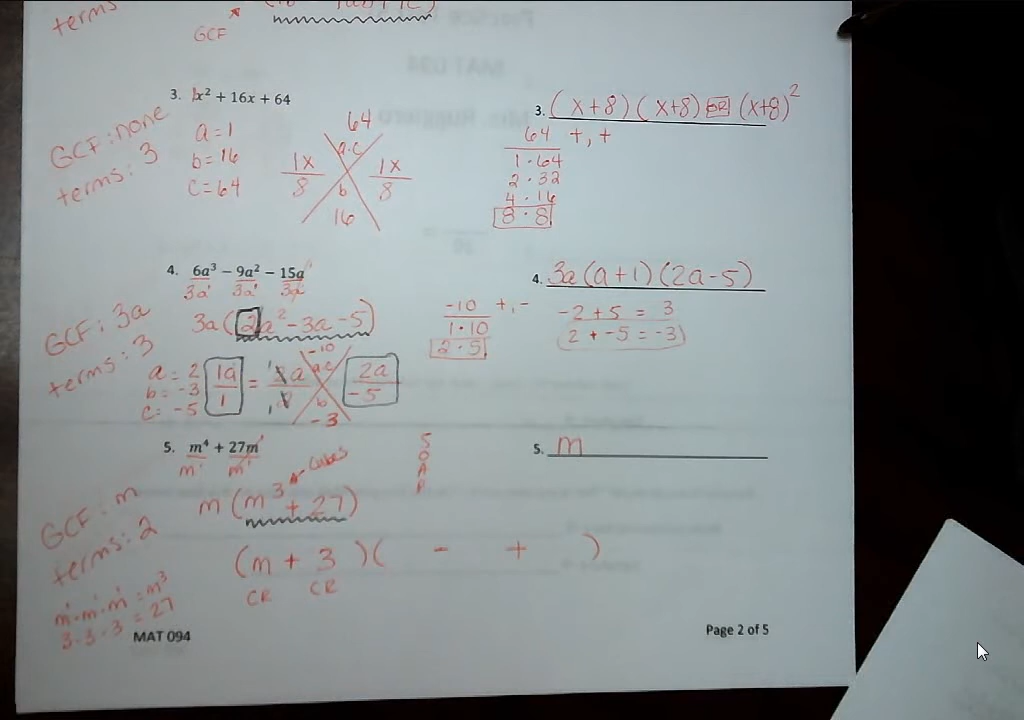 terms
GCF
3. 1x² + 16x + 64
3. (x+8)(x+8) OR (x+8)²
GCF: none
terms: 3
a = 1
b = 16
c = 64
64
a·c
1x 1x
8 8
b
16
64 +, +
1 · 64
2 · 32
4 · 16
8 · 8
4. 6a³ − 9a² − 15a
3a 3a 3a
4. 3a(a+1)(2a-5)
GCF: 3a
terms: 3
3a(2a² - 3a - 5)
a = 2
b = -3
c = -5
1a
1
=
2a
-10
ac
b
-3
2a
-5
-10 +, -
1 · 10
2 · 5
-2 + 5 = 3
2 + -5 = -3
5. m⁴ + 27m
m m
5. m
GCF: m
terms: 2
cubes
m(m³ + 27)
S
O
A
P
(m + 3)( - + )
CR CR
m·m·m = m³
3·3·3 = 27
MAT 094
Page 2 of 5